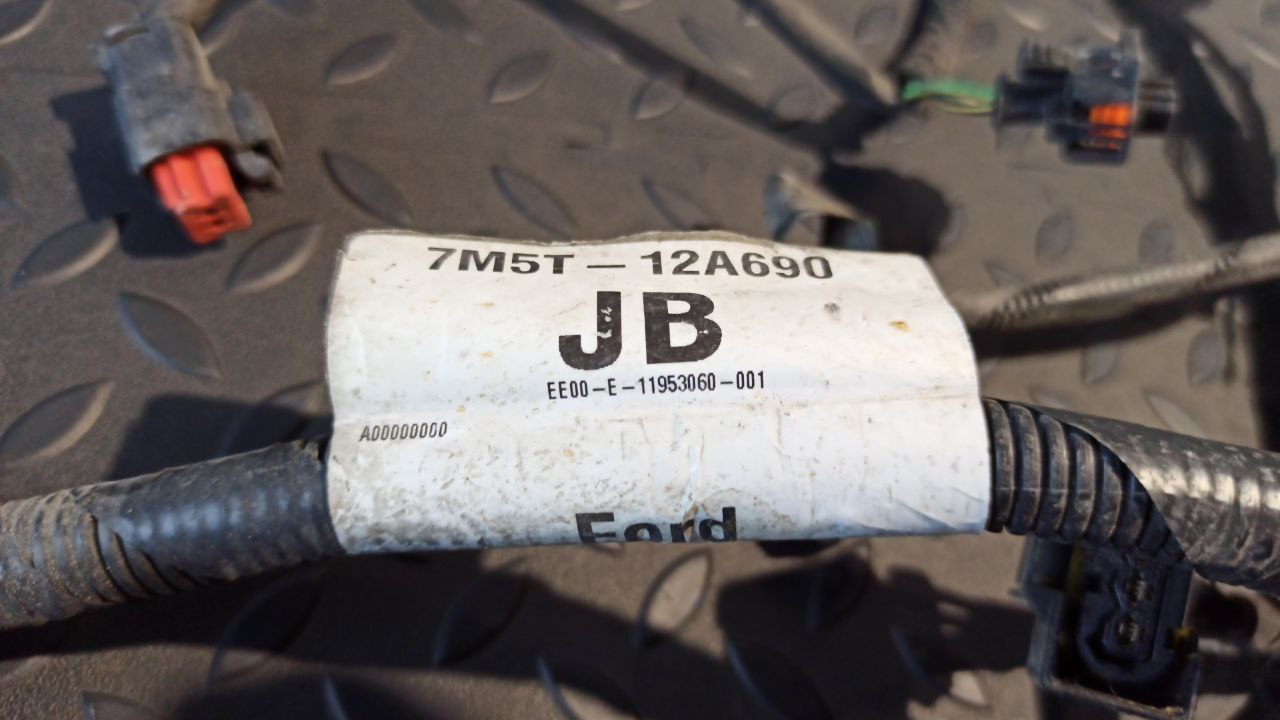 7M5T – 12A690
JB
EE00-E-11953060-001
A00000000
Ford